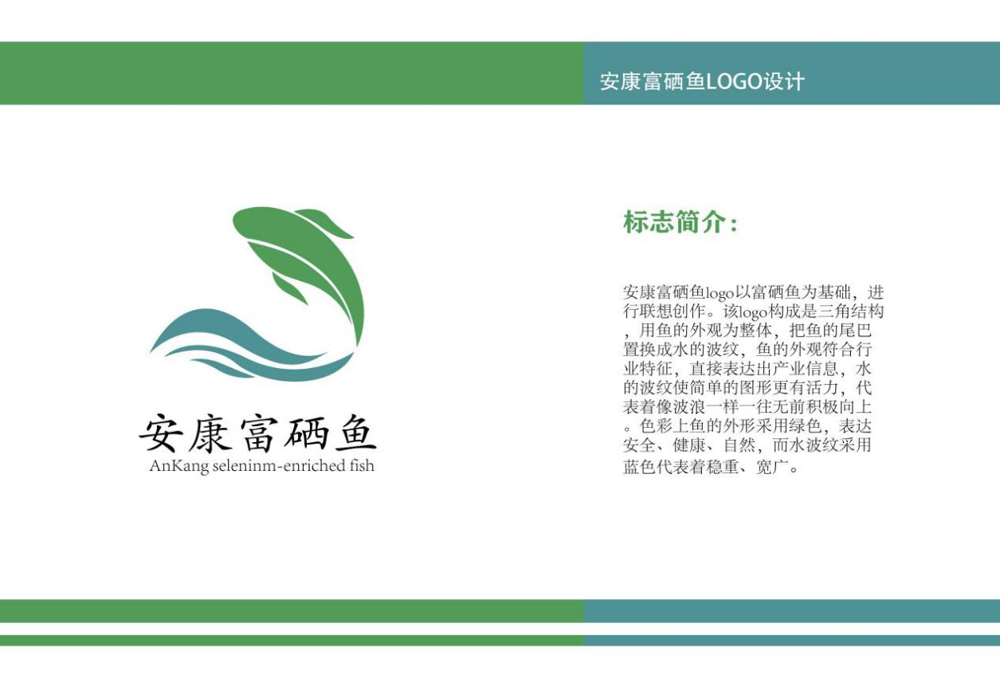 安康富硒鱼LOGO设计
标志简介：
安康富硒鱼logo以富硒鱼为基础，进
行联想创作。该logo构成是三角结构
，用鱼的外观为整体，把鱼的尾巴
置换成水的波纹，鱼的外观符合行
业特征，直接表达出产业信息，水
的波纹使简单的图形更有活力，代
表着像波浪一样一往无前积极向上
。色彩上鱼的外形采用绿色，表达
安全、健康、自然，而水波纹采用
蓝色代表着稳重、宽广。
安康富硒鱼
AnKang seleninm-enriched fish